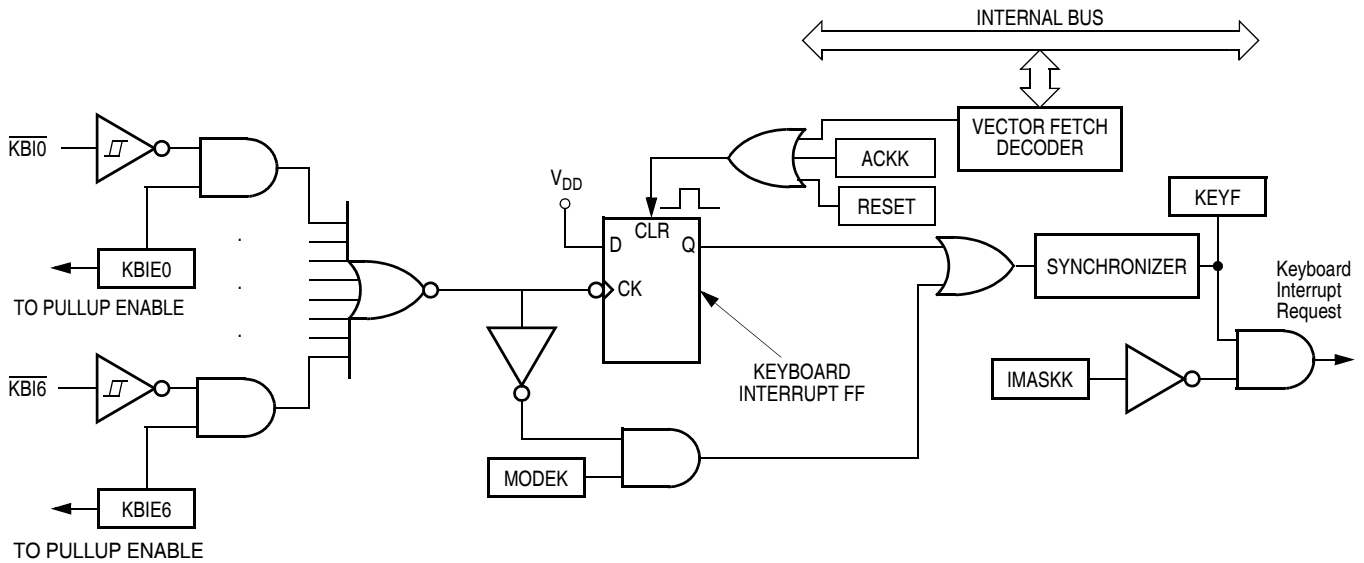 INTERNAL BUS
KBI0
VECTOR FETCH
DECODER
ACKK
VDD
RESET
KEYF
CLR
D
Q
KBIE0
SYNCHRONIZER
Keyboard
Interrupt
Request
CK
TO PULLUP ENABLE
KBI6
KEYBOARD
INTERRUPT FF
IMASKK
MODEK
KBIE6
TO PULLUP ENABLE